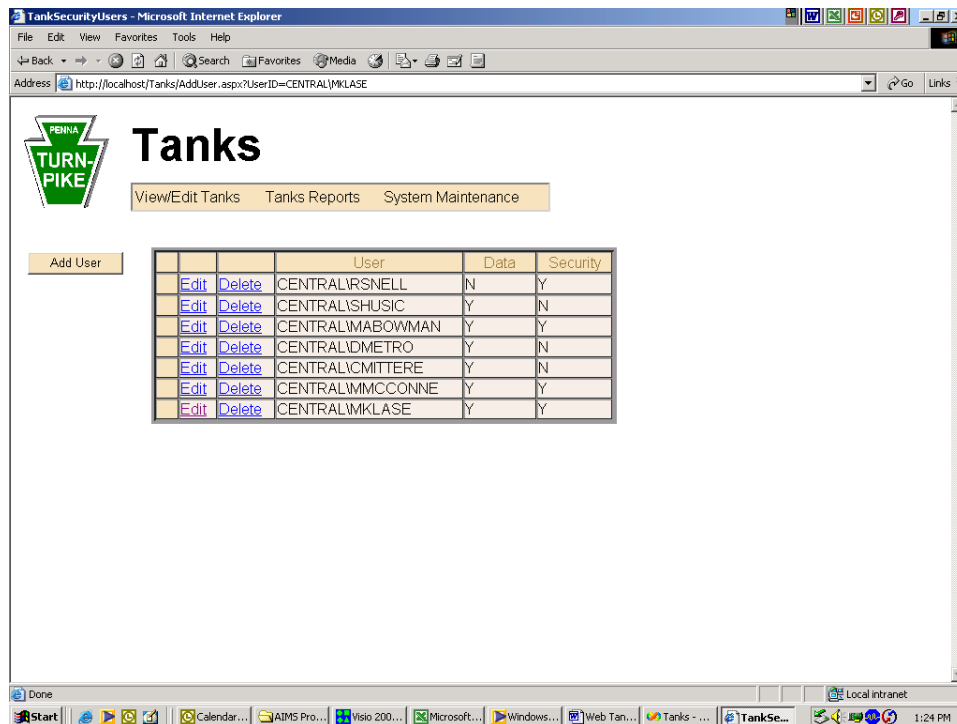 TankSecurityUsers - Microsoft Internet Explorer
File Edit View Favorites Tools Help
Back Search Favorites Media
Address http://localhost/Tanks/AddUser.aspx?UserID=CENTRAL\MKLASE Go Links
PENNA
TURN-
PIKE
Tanks
View/Edit Tanks Tanks Reports System Maintenance
Add User
User Data Security
Edit Delete CENTRAL\RSNELL N Y
Edit Delete CENTRAL\SHUSIC Y N
Edit Delete CENTRAL\MABOWMAN Y Y
Edit Delete CENTRAL\DMETRO Y N
Edit Delete CENTRAL\CMITTERE Y N
Edit Delete CENTRAL\MMCCONNE Y Y
Edit Delete CENTRAL\MKLASE Y Y
Done Local intranet
Start Calendar... AIMS Pro... Visio 200... Microsoft... Windows... Web Tan... Tanks - ... TankSe... 1:24 PM